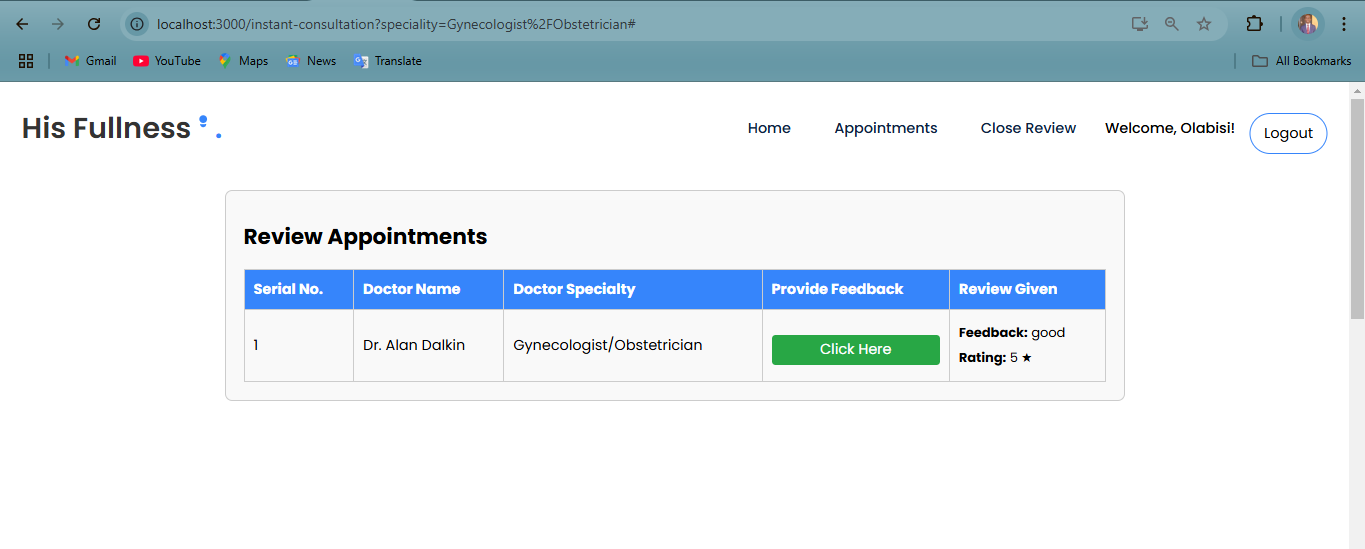 localhost:3000/instant-consultation?speciality=Gynecologist%2FObstetrician#
Gmail YouTube Maps News Translate All Bookmarks
His Fullness Home Appointments Close Review Welcome, Olabisi! Logout
Review Appointments
Serial No. Doctor Name Doctor Specialty Provide Feedback Review Given
1 Dr. Alan Dalkin Gynecologist/Obstetrician Click Here Feedback: good
Rating: 5 ★